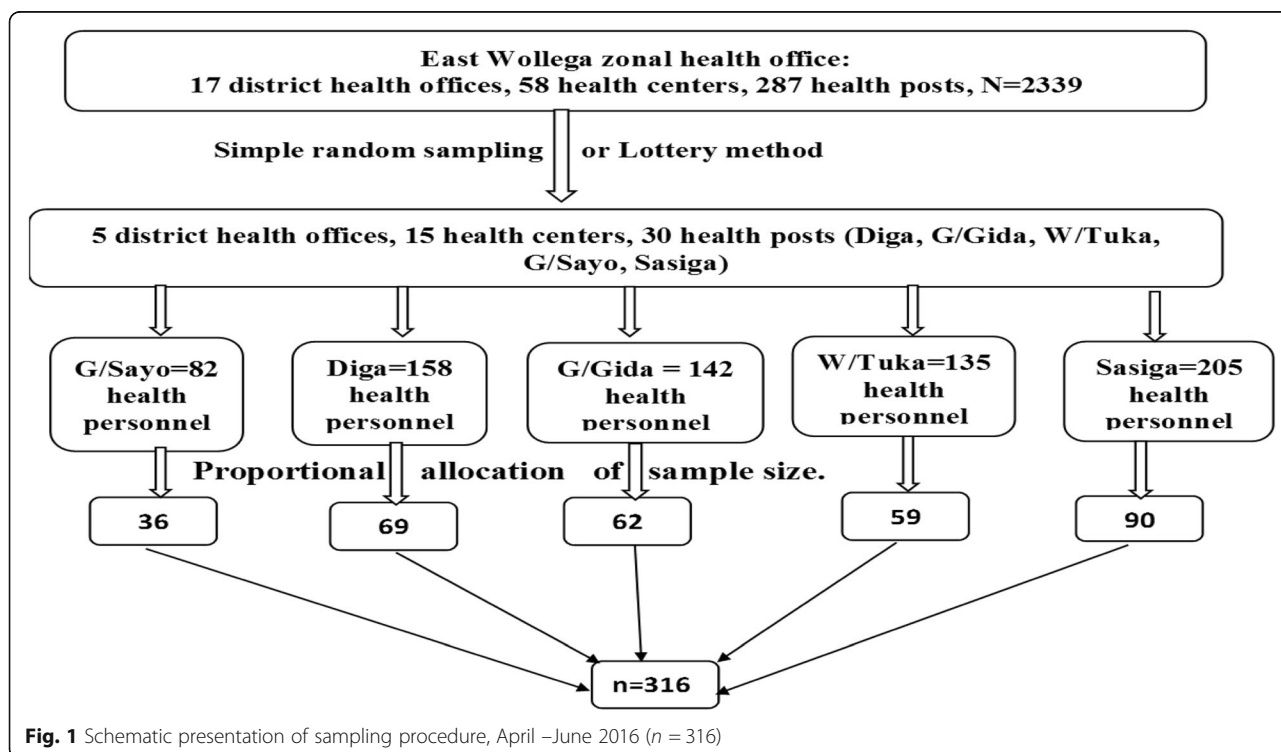 East Wollega zonal health office:
17 district health offices, 58 health centers, 287 health posts, N=2339
Simple random sampling or Lottery method
5 district health offices, 15 health centers, 30 health posts (Diga, G/Gida, W/Tuka,
G/Sayo, Sasiga)
G/Sayo=82
health
personnel
Diga=158
health
personnel
G/Gida = 142
health
personnel
W/Tuka=135
health
personnel
Sasiga=205
health
personnel
Proportional allocation of sample size.
36
69
62
59
90
n=316
Fig. 1 Schematic presentation of sampling procedure, April –June 2016 (n = 316)